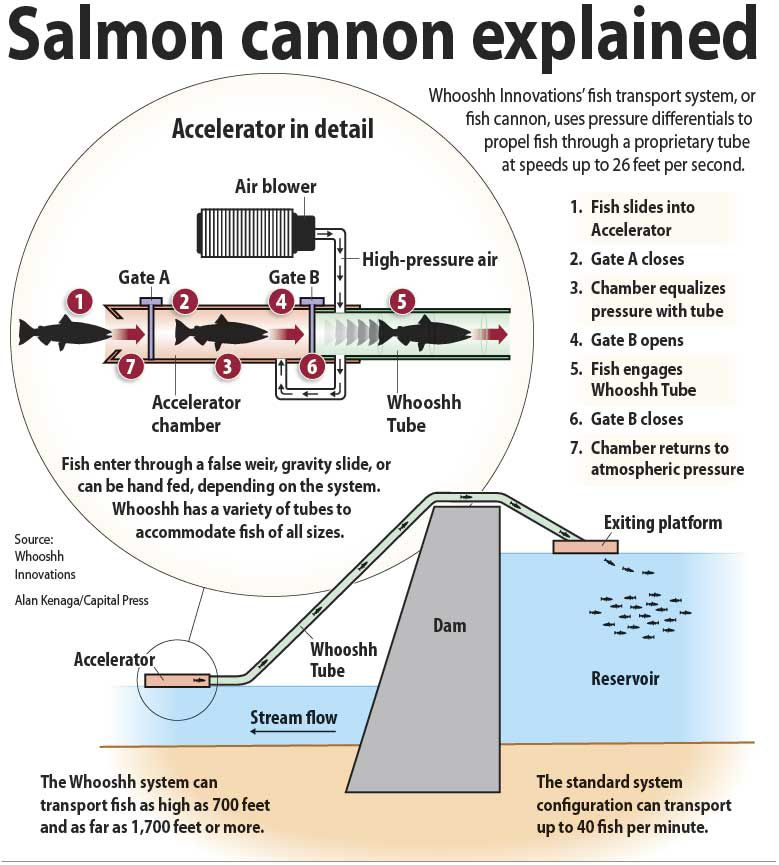 Salmon cannon explained
Whooshh Innovations’ fish transport system, or
fish cannon, uses pressure differentials to
propel fish through a proprietary tube
at speeds up to 26 feet per second.
Accelerator in detail
Air blower
High-pressure air
Gate A
Gate B
1
2
4
5
7
3
6
Accelerator
chamber
Whooshh
Tube
Fish enter through a false weir, gravity slide, or
can be hand fed, depending on the system.
Whooshh has a variety of tubes to
accommodate fish of all sizes.
1. Fish slides into
Accelerator
2. Gate A closes
3. Chamber equalizes
pressure with tube
4. Gate B opens
5. Fish engages
Whooshh Tube
6. Gate B closes
7. Chamber returns to
atmospheric pressure
Source:
Whooshh
Innovations
Alan Kenaga/Capital Press
Exiting platform
Accelerator
Whooshh
Tube
Dam
Reservoir
Stream flow
The Whooshh system can
transport fish as high as 700 feet
and as far as 1,700 feet or more.
The standard system
configuration can transport
up to 40 fish per minute.